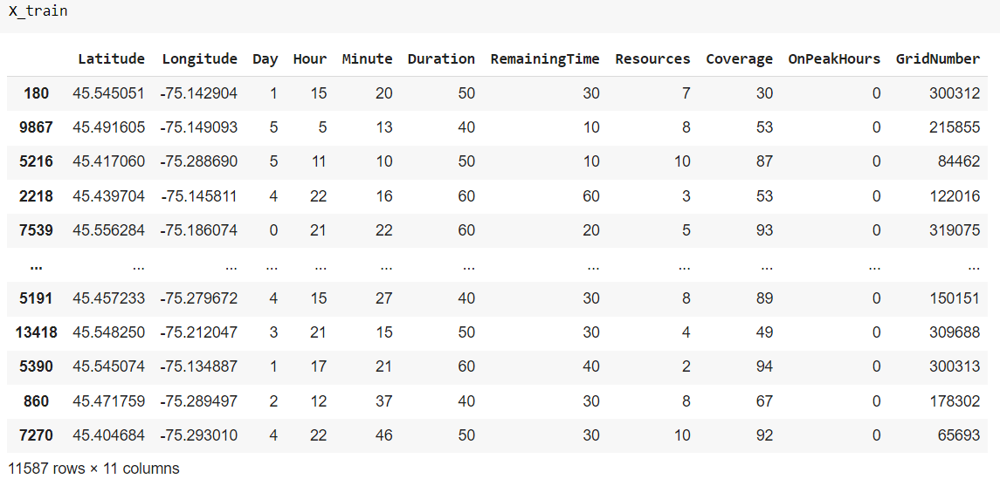 X_train
Latitude Longitude Day Hour Minute Duration RemainingTime Resources Coverage OnPeakHours GridNumber
180 45.545051 -75.142904 1 15 20 50 30 7 30 0 300312
9867 45.491605 -75.149093 5 5 13 40 10 8 53 0 215855
5216 45.417060 -75.288690 5 11 10 50 10 10 87 0 84462
2218 45.439704 -75.145811 4 22 16 60 60 3 53 0 122016
7539 45.556284 -75.186074 0 21 22 60 20 5 93 0 319075
... ... ... ... ... ... ... ... ... ... ... ...
5191 45.457233 -75.279672 4 15 27 40 30 8 89 0 150151
13418 45.548250 -75.212047 3 21 15 50 30 4 49 0 309688
5390 45.545074 -75.134887 1 17 21 60 40 2 94 0 300313
860 45.471759 -75.289497 2 12 37 40 30 8 67 0 178302
7270 45.404684 -75.293010 4 22 46 50 30 10 92 0 65693
11587 rows × 11 columns